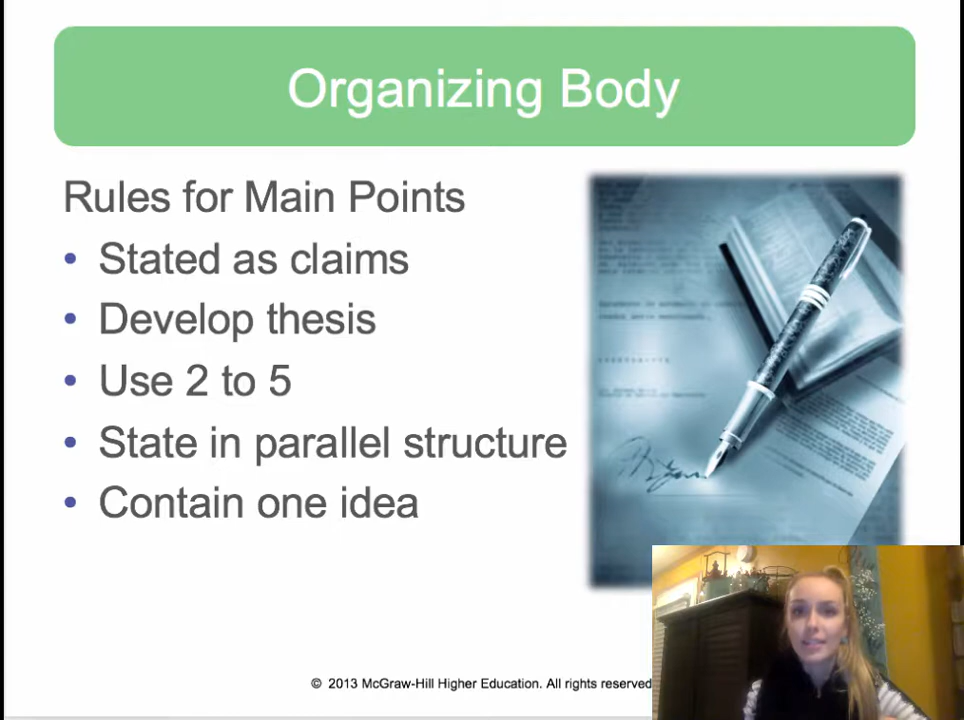 Organizing Body
Rules for Main Points
• Stated as claims
• Develop thesis
• Use 2 to 5
• State in parallel structure
• Contain one idea
© 2013 McGraw-Hill Higher Education. All rights reserved